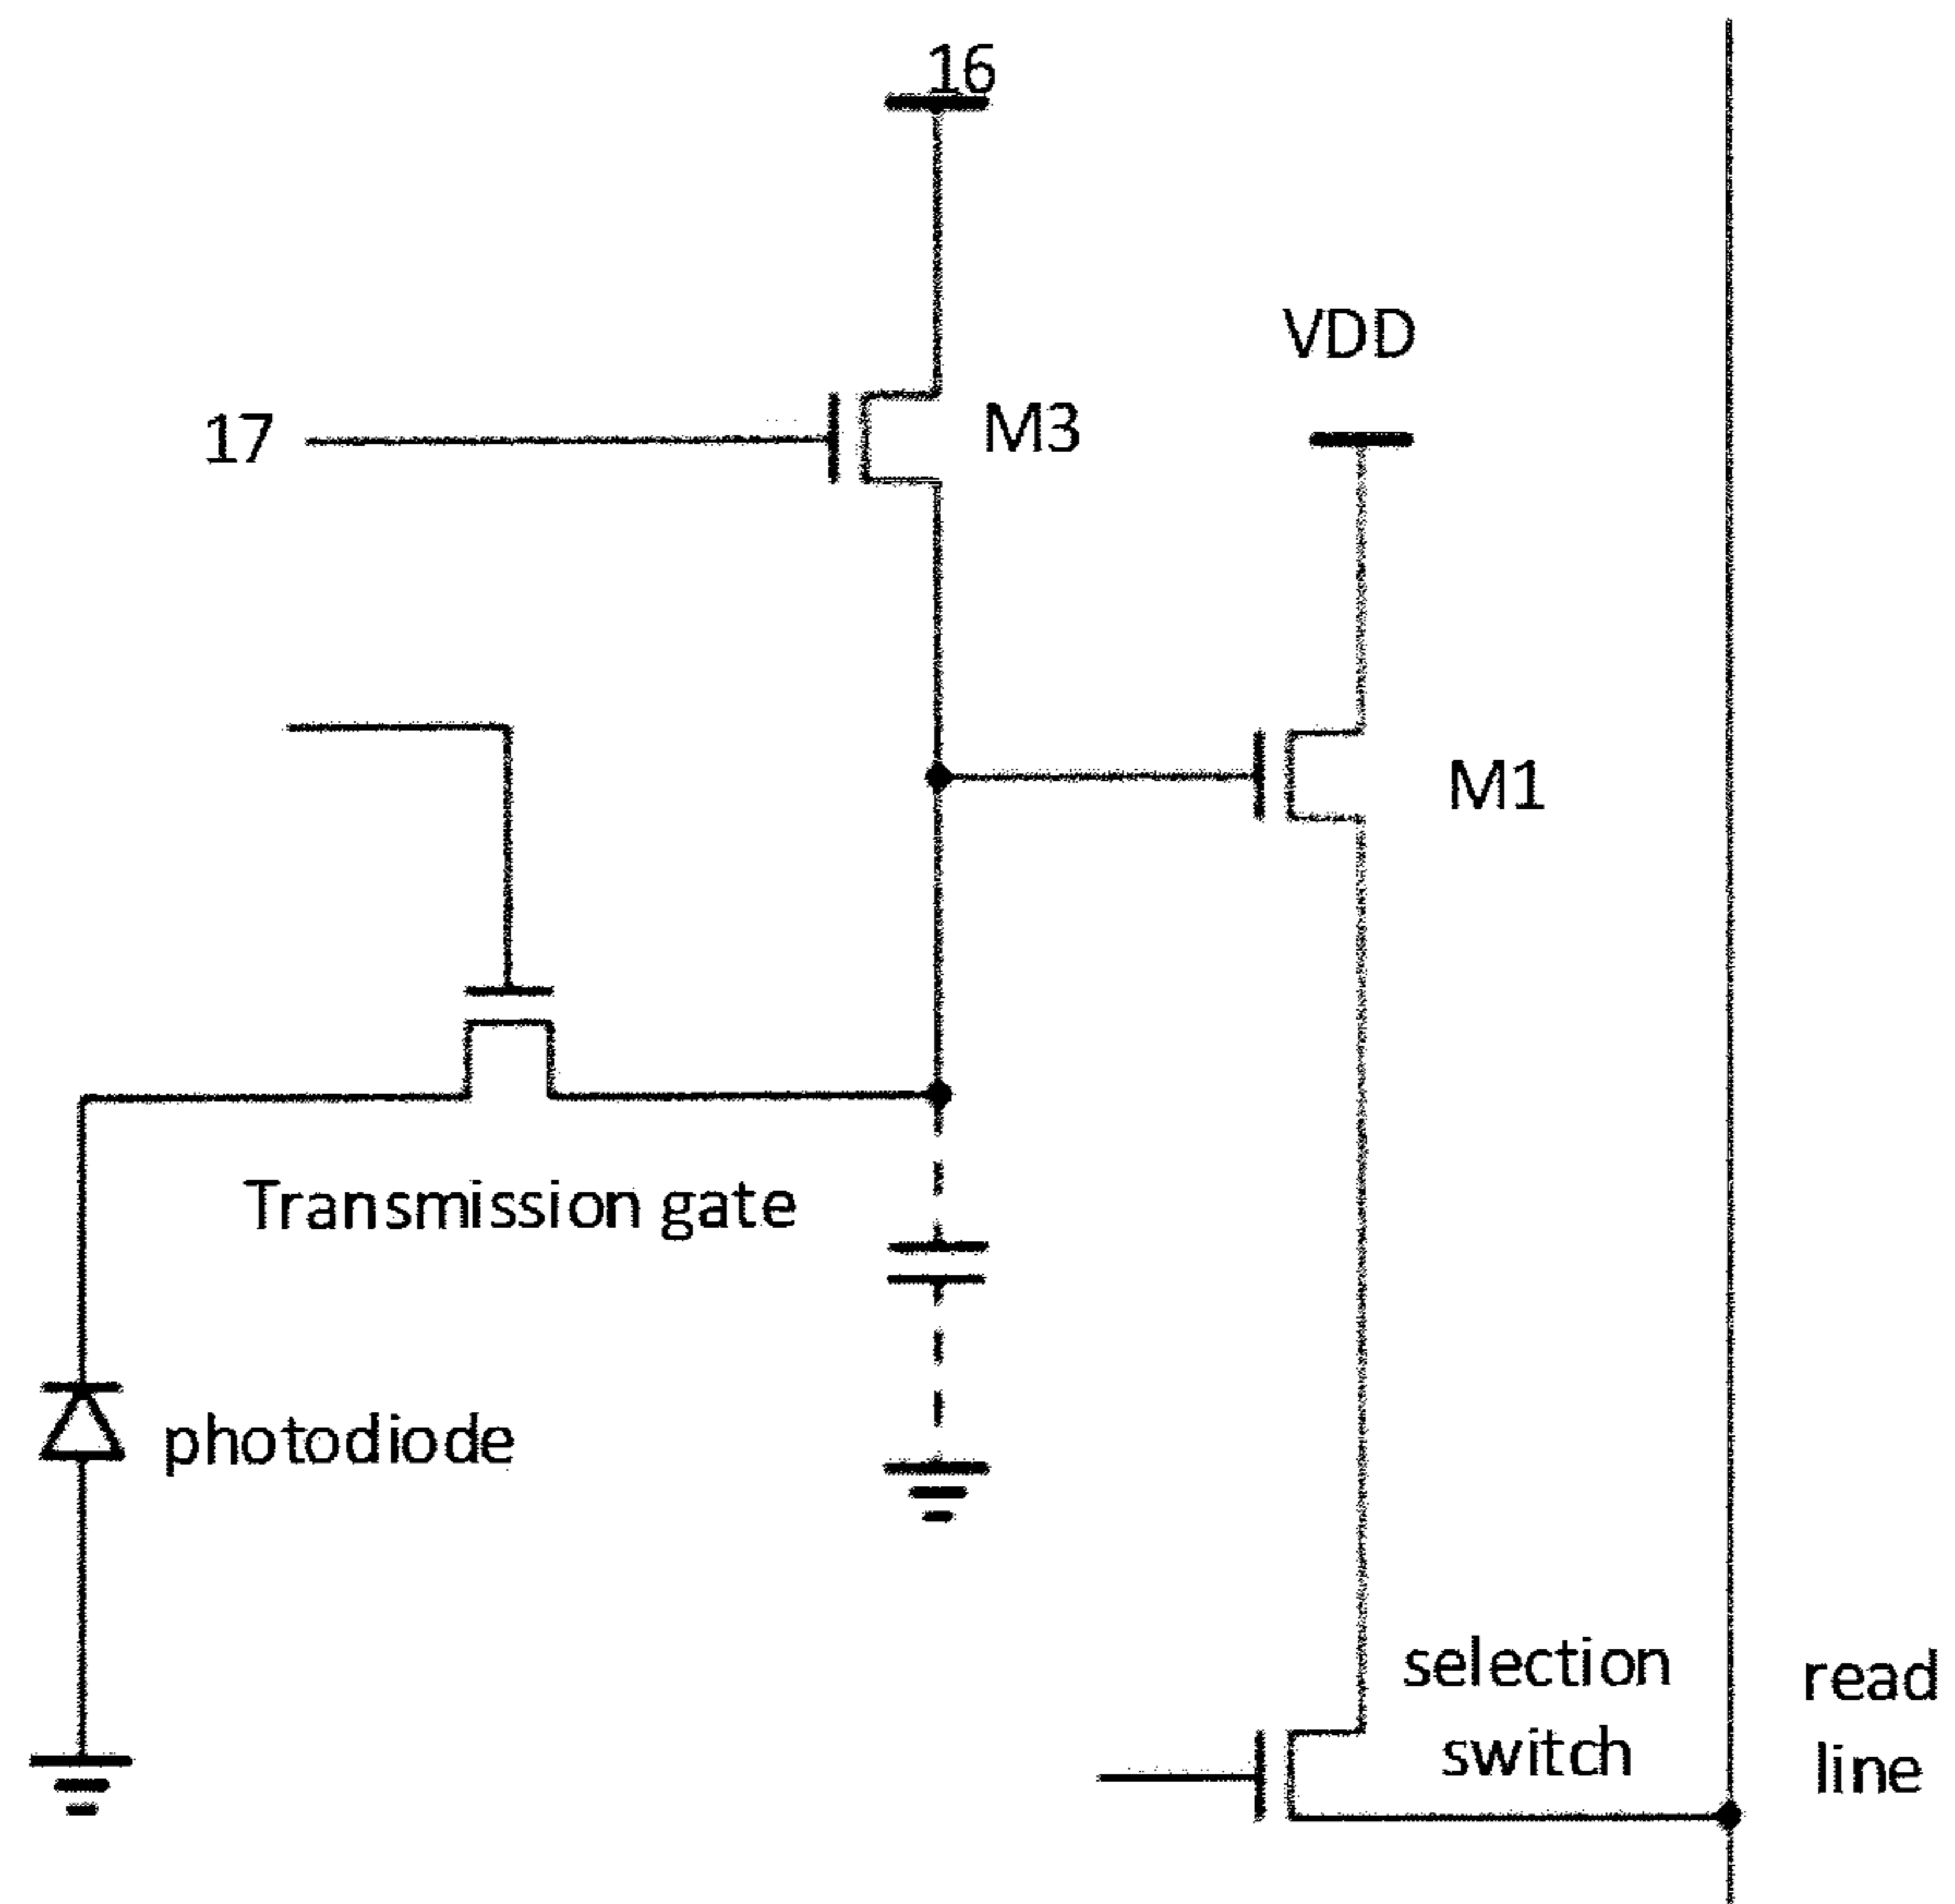 16
VDD
17
M3
M1
Transmission gate
photodiode
selection
switch
read
line